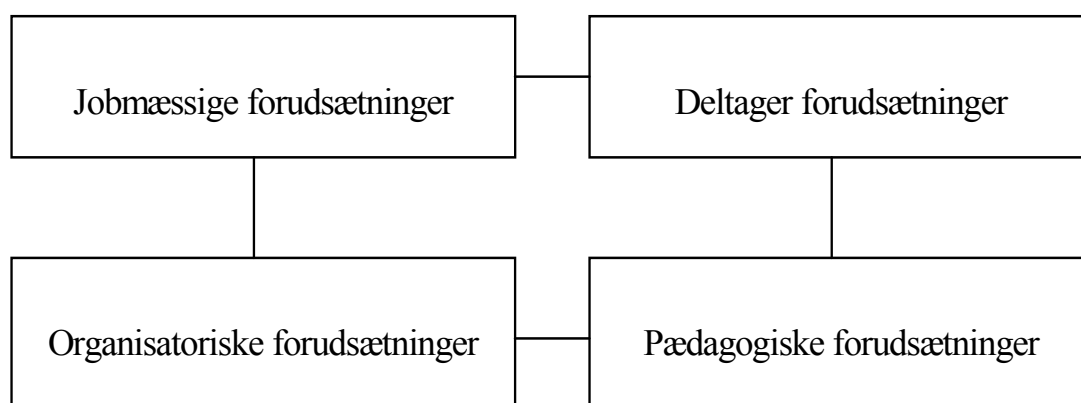 Jobmæssige forudsætninger
Deltager forudsætninger
Organisatoriske forudsætninger
Pædagogiske forudsætninger